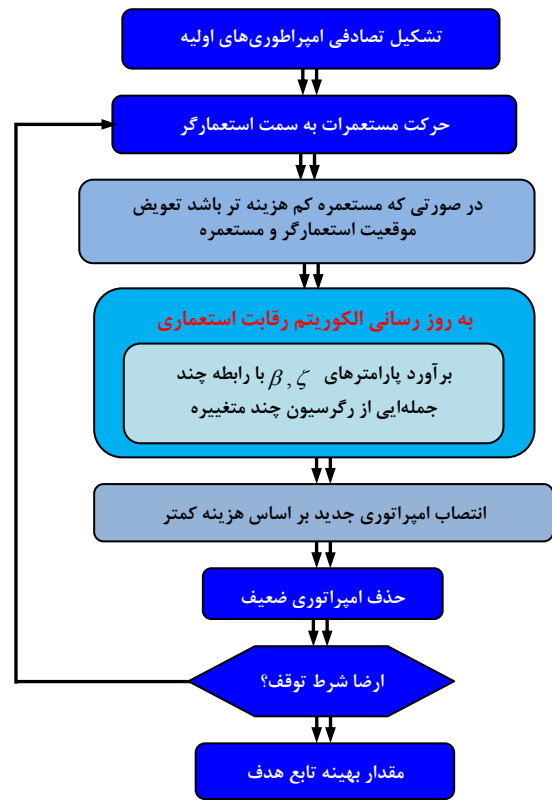 تشکیل تصادفی امپراطوری‌های اولیه
حرکت مستعمرات به سمت استعمارگر
در صورتی که مستعمره کم هزینه تر باشد تعویض
موقعیت استعمارگر و مستعمره
به روز رسانی الکوریتم رقابت استعماری
برآورد پارامترهای β , ζ با رابطه چند
جمله‌ایی از رگرسیون چند متغییره
انتصاب امپراتوری جدید بر اساس هزینه کمتر
حذف امپراتوری ضعیف
ارضا شرط توقف؟
مقدار بهینه تابع هدف